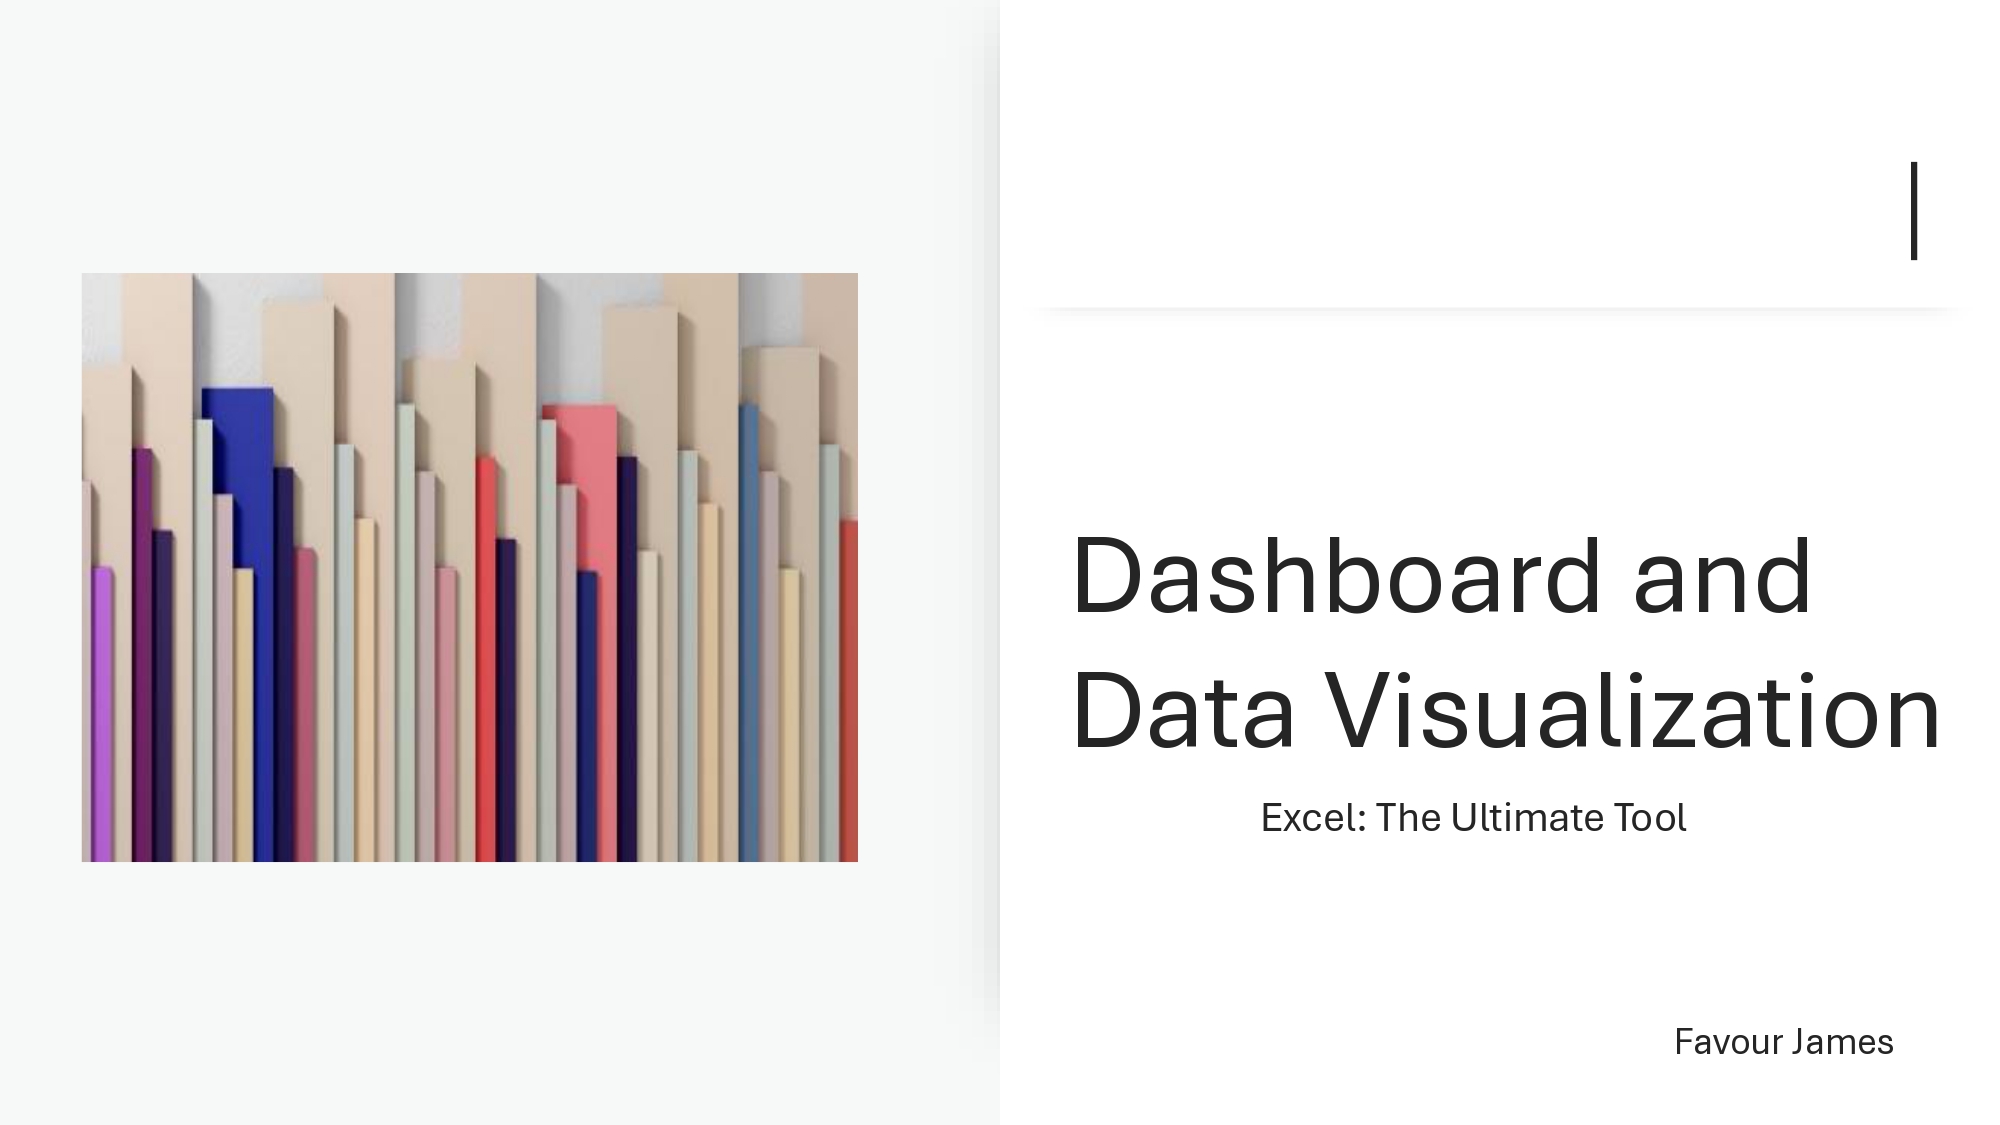 Dashboard and
Data Visualization
Excel: The Ultimate Tool
Favour James